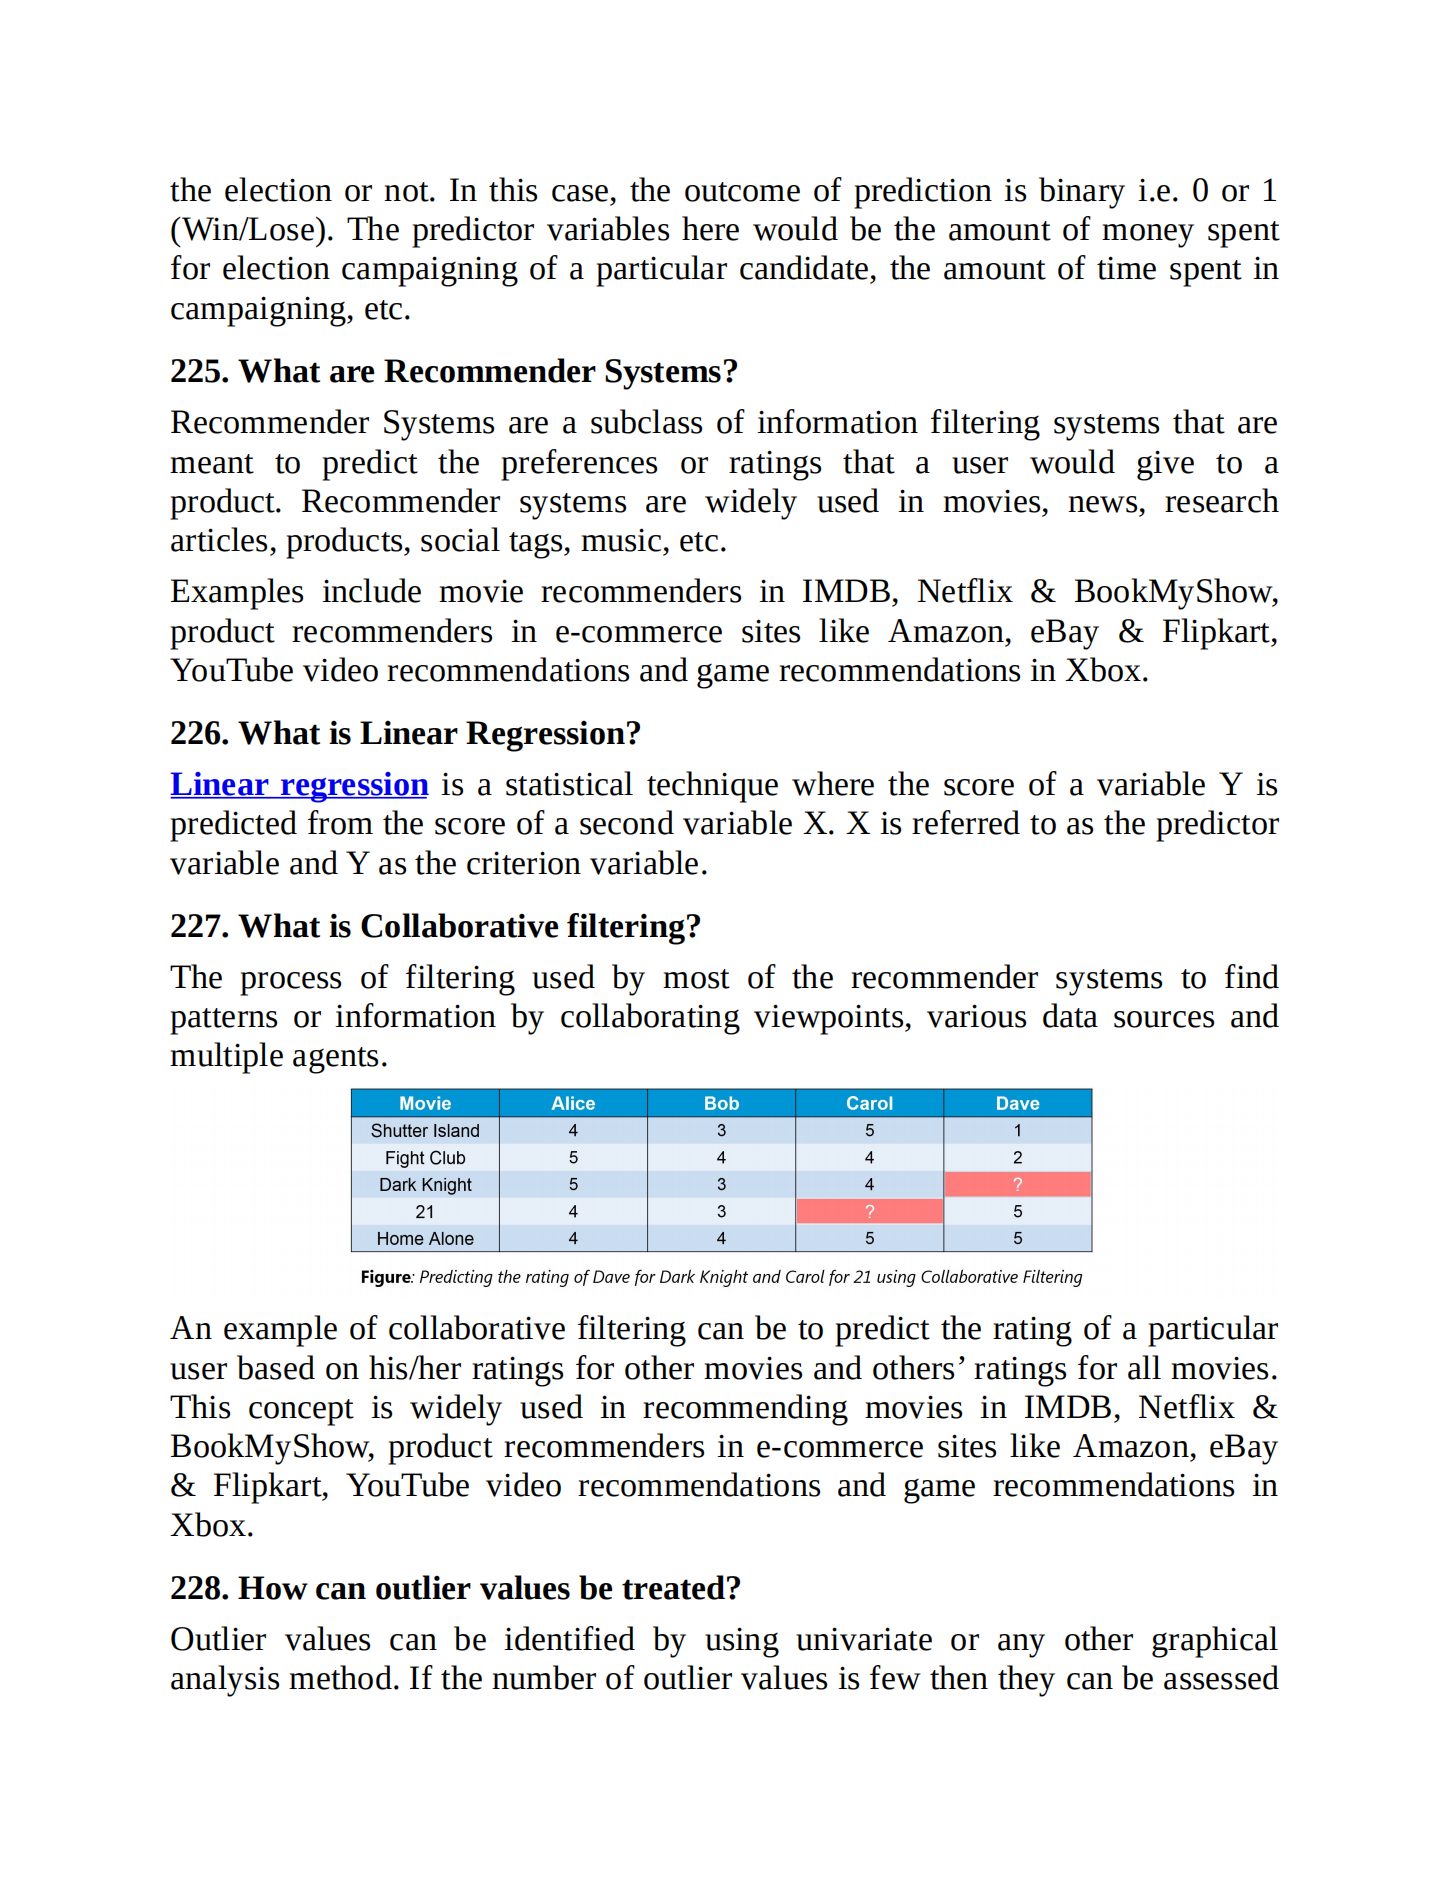 the election or not. In this case, the outcome of prediction is binary i.e. 0 or 1
(Win/Lose). The predictor variables here would be the amount of money spent
for election campaigning of a particular candidate, the amount of time spent in
campaigning, etc.
225. What are Recommender Systems?
Recommender Systems are a subclass of information filtering systems that are
meant to predict the preferences or ratings that a user would give to a
product. Recommender systems are widely used in movies, news, research
articles, products, social tags, music, etc.
Examples include movie recommenders in IMDB, Netflix & BookMyShow,
product recommenders in e-commerce sites like Amazon, eBay & Flipkart,
YouTube video recommendations and game recommendations in Xbox.
226. What is Linear Regression?
Linear regression is a statistical technique where the score of a variable Y is
predicted from the score of a second variable X. X is referred to as the predictor
variable and Y as the criterion variable.
227. What is Collaborative filtering?
The process of filtering used by most of the recommender systems to find
patterns or information by collaborating viewpoints, various data sources and
multiple agents.
Movie Alice Bob Carol Dave
Shutter Island 4 3 5 1
Fight Club 5 4 4 2
Dark Knight 5 3 4 ?
21 4 3 ? 5
Home Alone 4 4 5 5
Figure: Predicting the rating of Dave for Dark Knight and Carol for 21 using Collaborative Filtering
An example of collaborative filtering can be to predict the rating of a particular
user based on his/her ratings for other movies and others’ ratings for all movies.
This concept is widely used in recommending movies in IMDB, Netflix &
BookMyShow, product recommenders in e-commerce sites like Amazon, eBay
& Flipkart, YouTube video recommendations and game recommendations in
Xbox.
228. How can outlier values be treated?
Outlier values can be identified by using univariate or any other graphical
analysis method. If the number of outlier values is few then they can be assessed